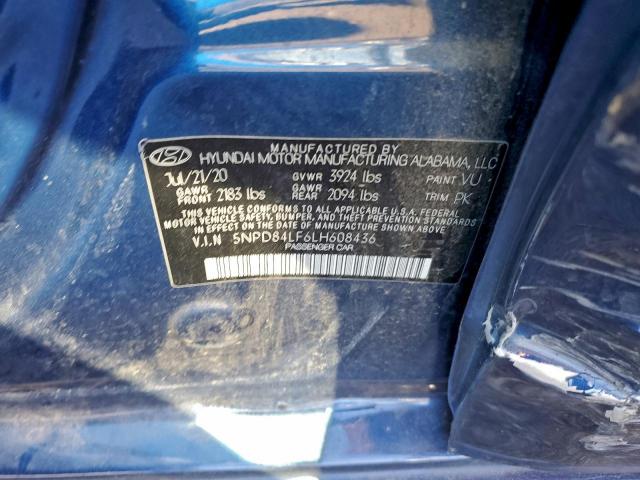 MANUFACTURED BY
HYUNDAI MOTOR MANUFACTURING ALABAMA, LLC
Jul/21/20 GVWR 3924 lbs PAINT VU
GAWR FRONT 2183 lbs GAWR REAR 2094 lbs TRIM PK
THIS VEHICLE CONFORMS TO ALL APPLICABLE U.S.A. FEDERAL
MOTOR VEHICLE SAFETY, BUMPER, AND THEFT PREVENTION
STANDARDS IN EFFECT ON THE DATE OF MANUFACTURE SHOWN ABOVE.
V.I.N 5NPD84LF6LH608436
PASSENGER CAR